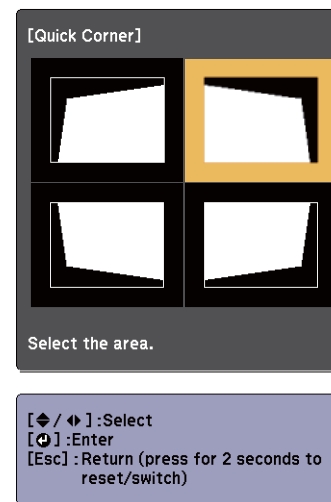 [Quick Corner]
Select the area.
[◆/◆] :Select
[↵] :Enter
[Esc] : Return (press for 2 seconds to
reset/switch)